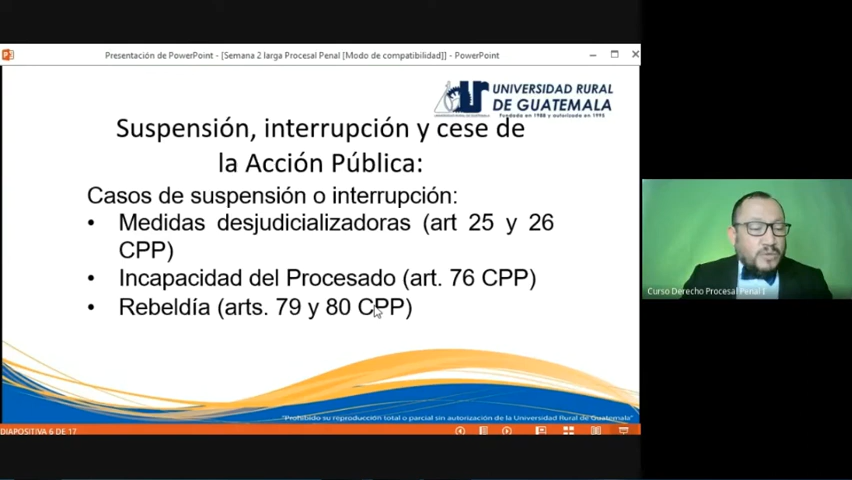 Presentación de PowerPoint - [Semana 2 larga Procesal Penal [Modo de compatibilidad]] - PowerPoint
UNIVERSIDAD RURAL
DE GUATEMALA
Fundada en 1988 y autorizada en 1995
Suspensión, interrupción y cese de
la Acción Pública:
Casos de suspensión o interrupción:
• Medidas desjudicializadoras (art 25 y 26
CPP)
• Incapacidad del Procesado (art. 76 CPP)
• Rebeldía (arts. 79 y 80 CPP)
"Prohibido su reproducción total o parcial sin autorización de la Universidad Rural de Guatemala"
DIAPOSITIVA 6 DE 17
Curso Derecho Procesal Penal I